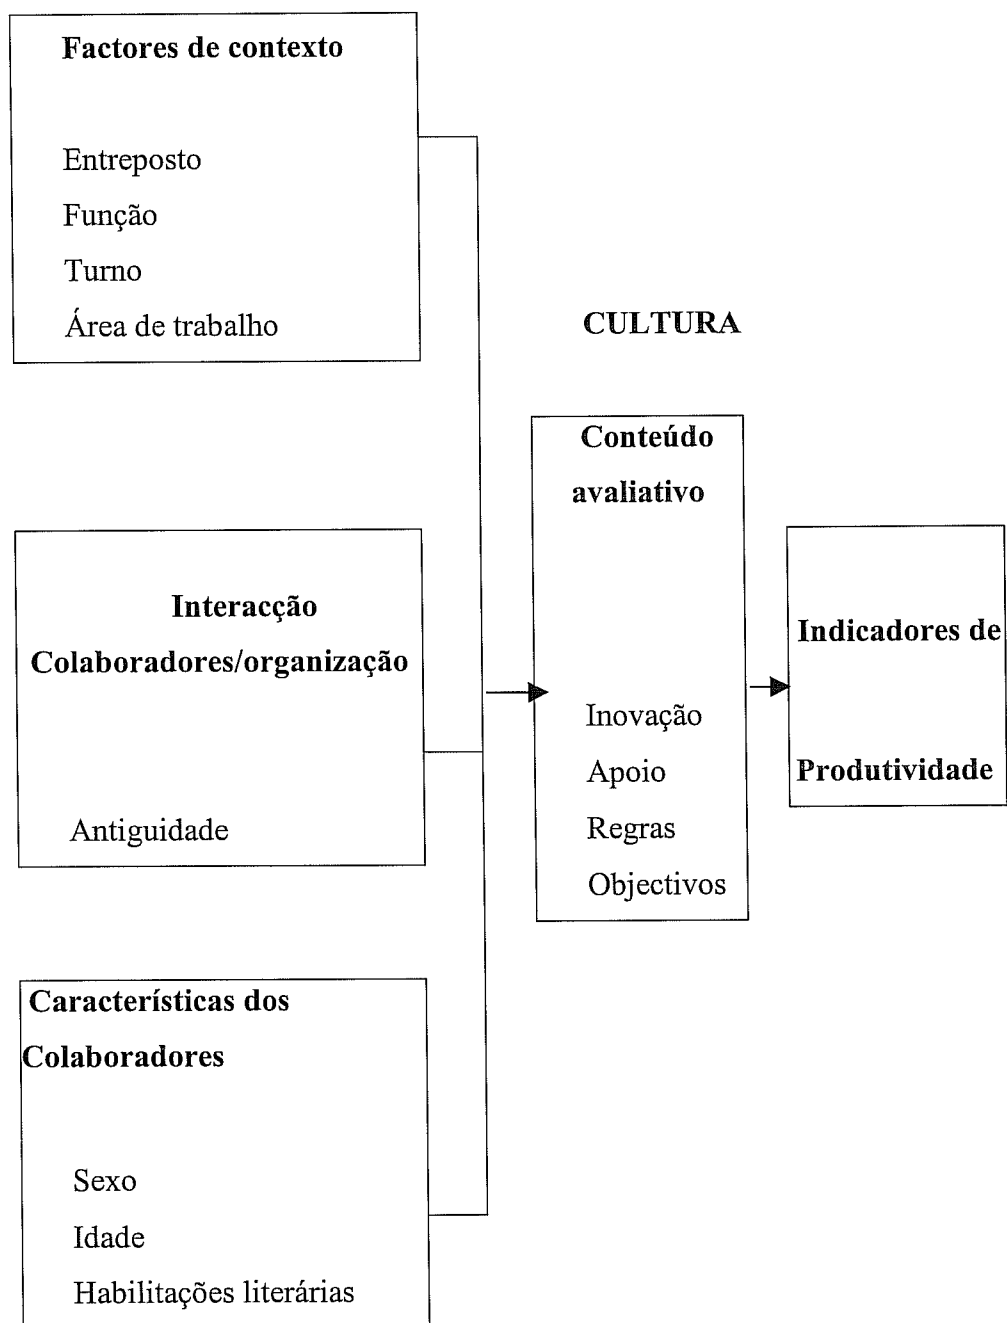 Factores de contexto
Entreposto
Função
Turno
Área de trabalho
CULTURA
Conteúdo
avaliativo
Interacção
Colaboradores/organização
Antiguidade
Inovação
Apoio
Regras
Objectivos
Indicadores de
Produtividade
Características dos
Colaboradores
Sexo
Idade
Habilitações literárias